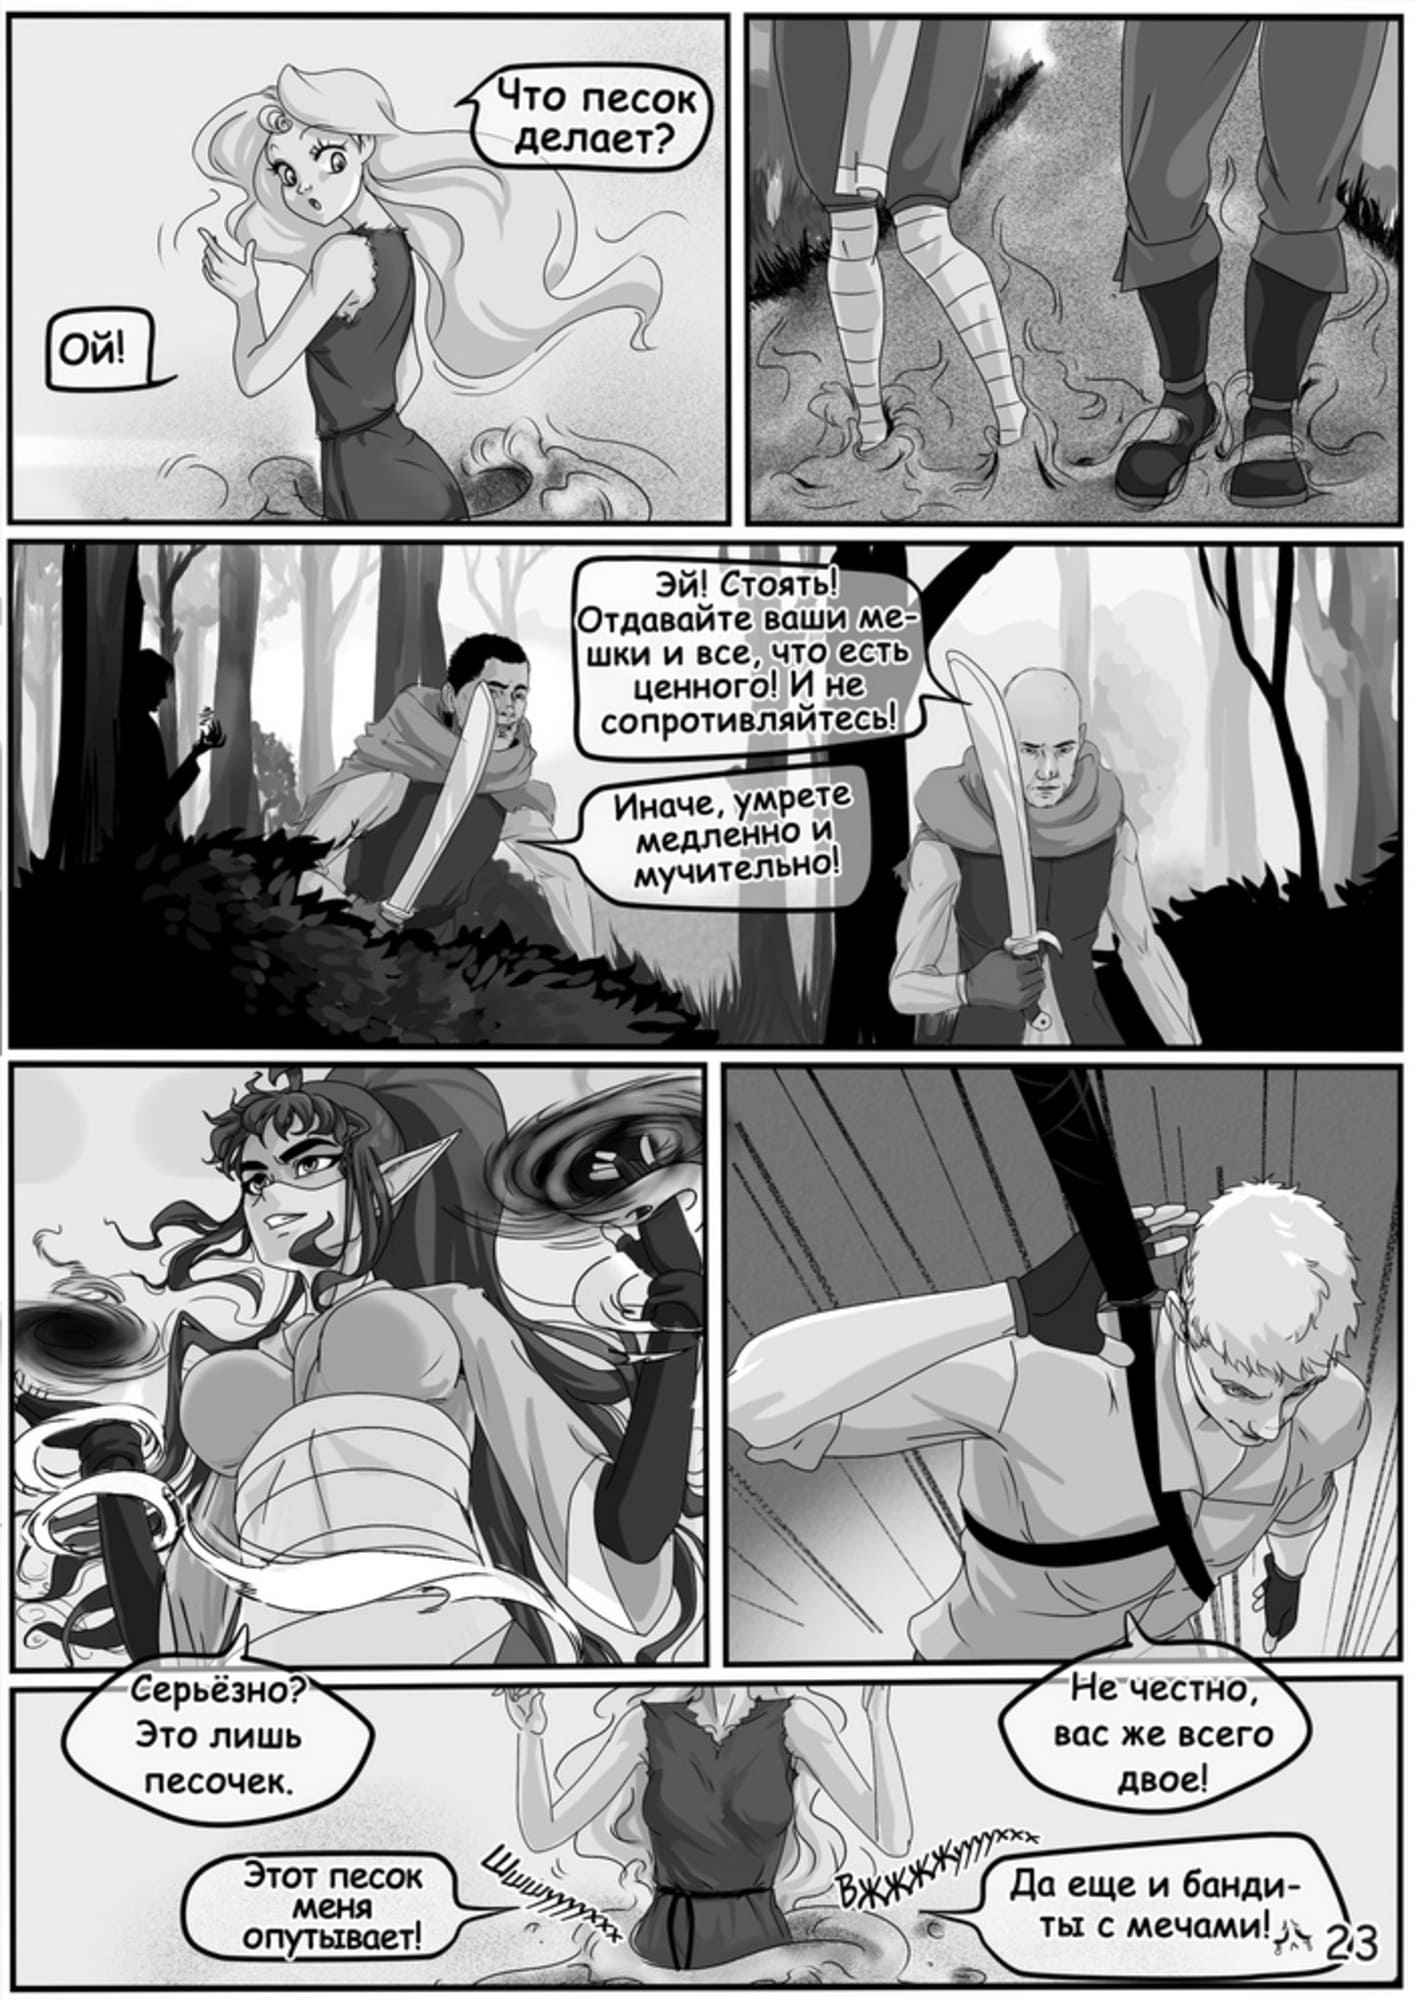 Что песок
делает?
Ой!
Эй! Стоять!
Отдавайте ваши ме-
шки и все, что есть
ценного! И не
сопротивляйтесь!
Иначе, умрете
медленно и
мучительно!
Серьёзно?
Это лишь
песочек.
Не честно,
вас же всего
двое!
Этот песок
меня
опутывает!
Шшшуууухх
Вжжжжууууххх
Да еще и банди-
ты с мечами!
23